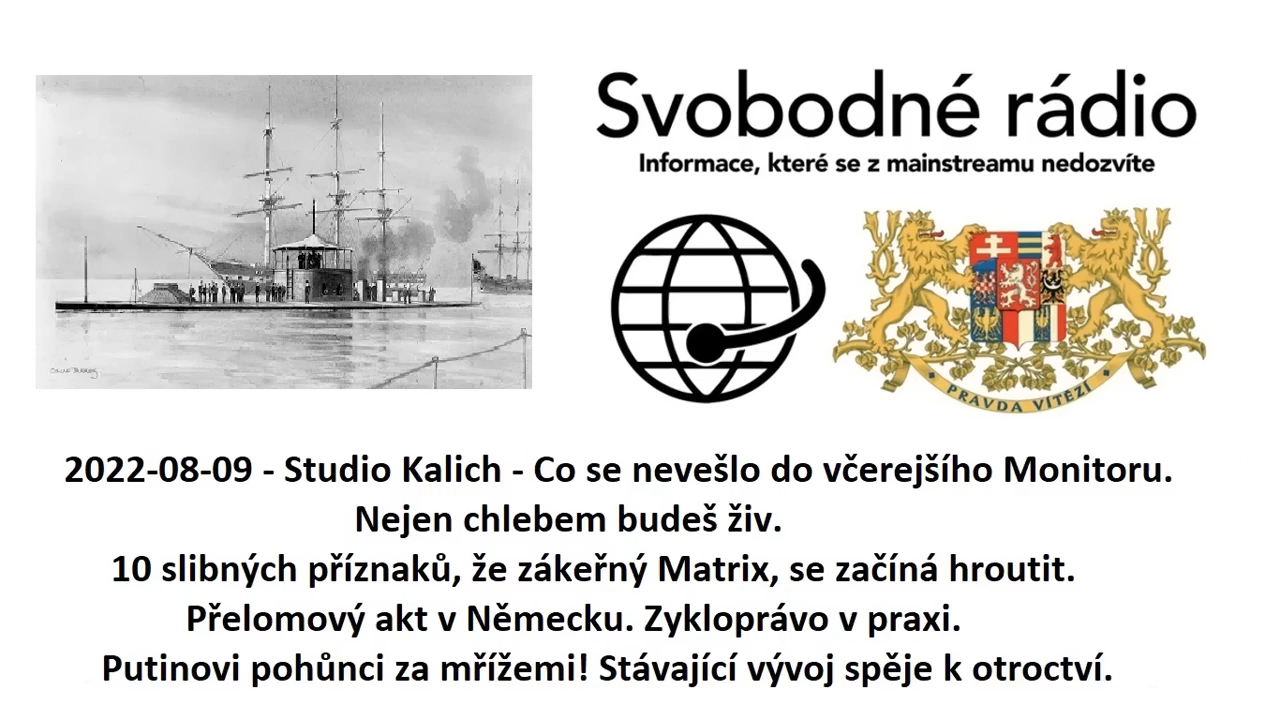 Svobodné rádio
Informace, které se z mainstreamu nedozvíte
PRAVDA VÍTĚZÍ
2022-08-09 - Studio Kalich - Co se nevešlo do včerejšího Monitoru.
Nejen chlebem budeš živ.
10 slibných příznaků, že zákeřný Matrix, se začíná hroutit.
Přelomový akt v Německu. Zykloprávo v praxi.
Putinovi pohůnci za mřížemi! Stávající vývoj spěje k otroctví.